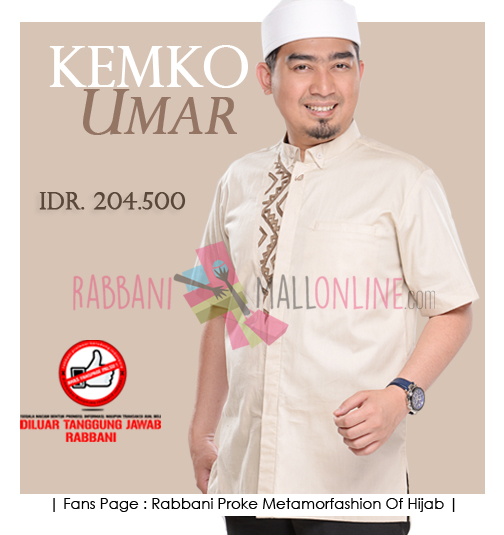 KEMKO
UMAR
IDR. 204.500
RABBANI MALLONLINE.com
DILUAR TANGGUNG JAWAB
RABBANI
| Fans Page : Rabbani Proke Metamorfashion Of Hijab |